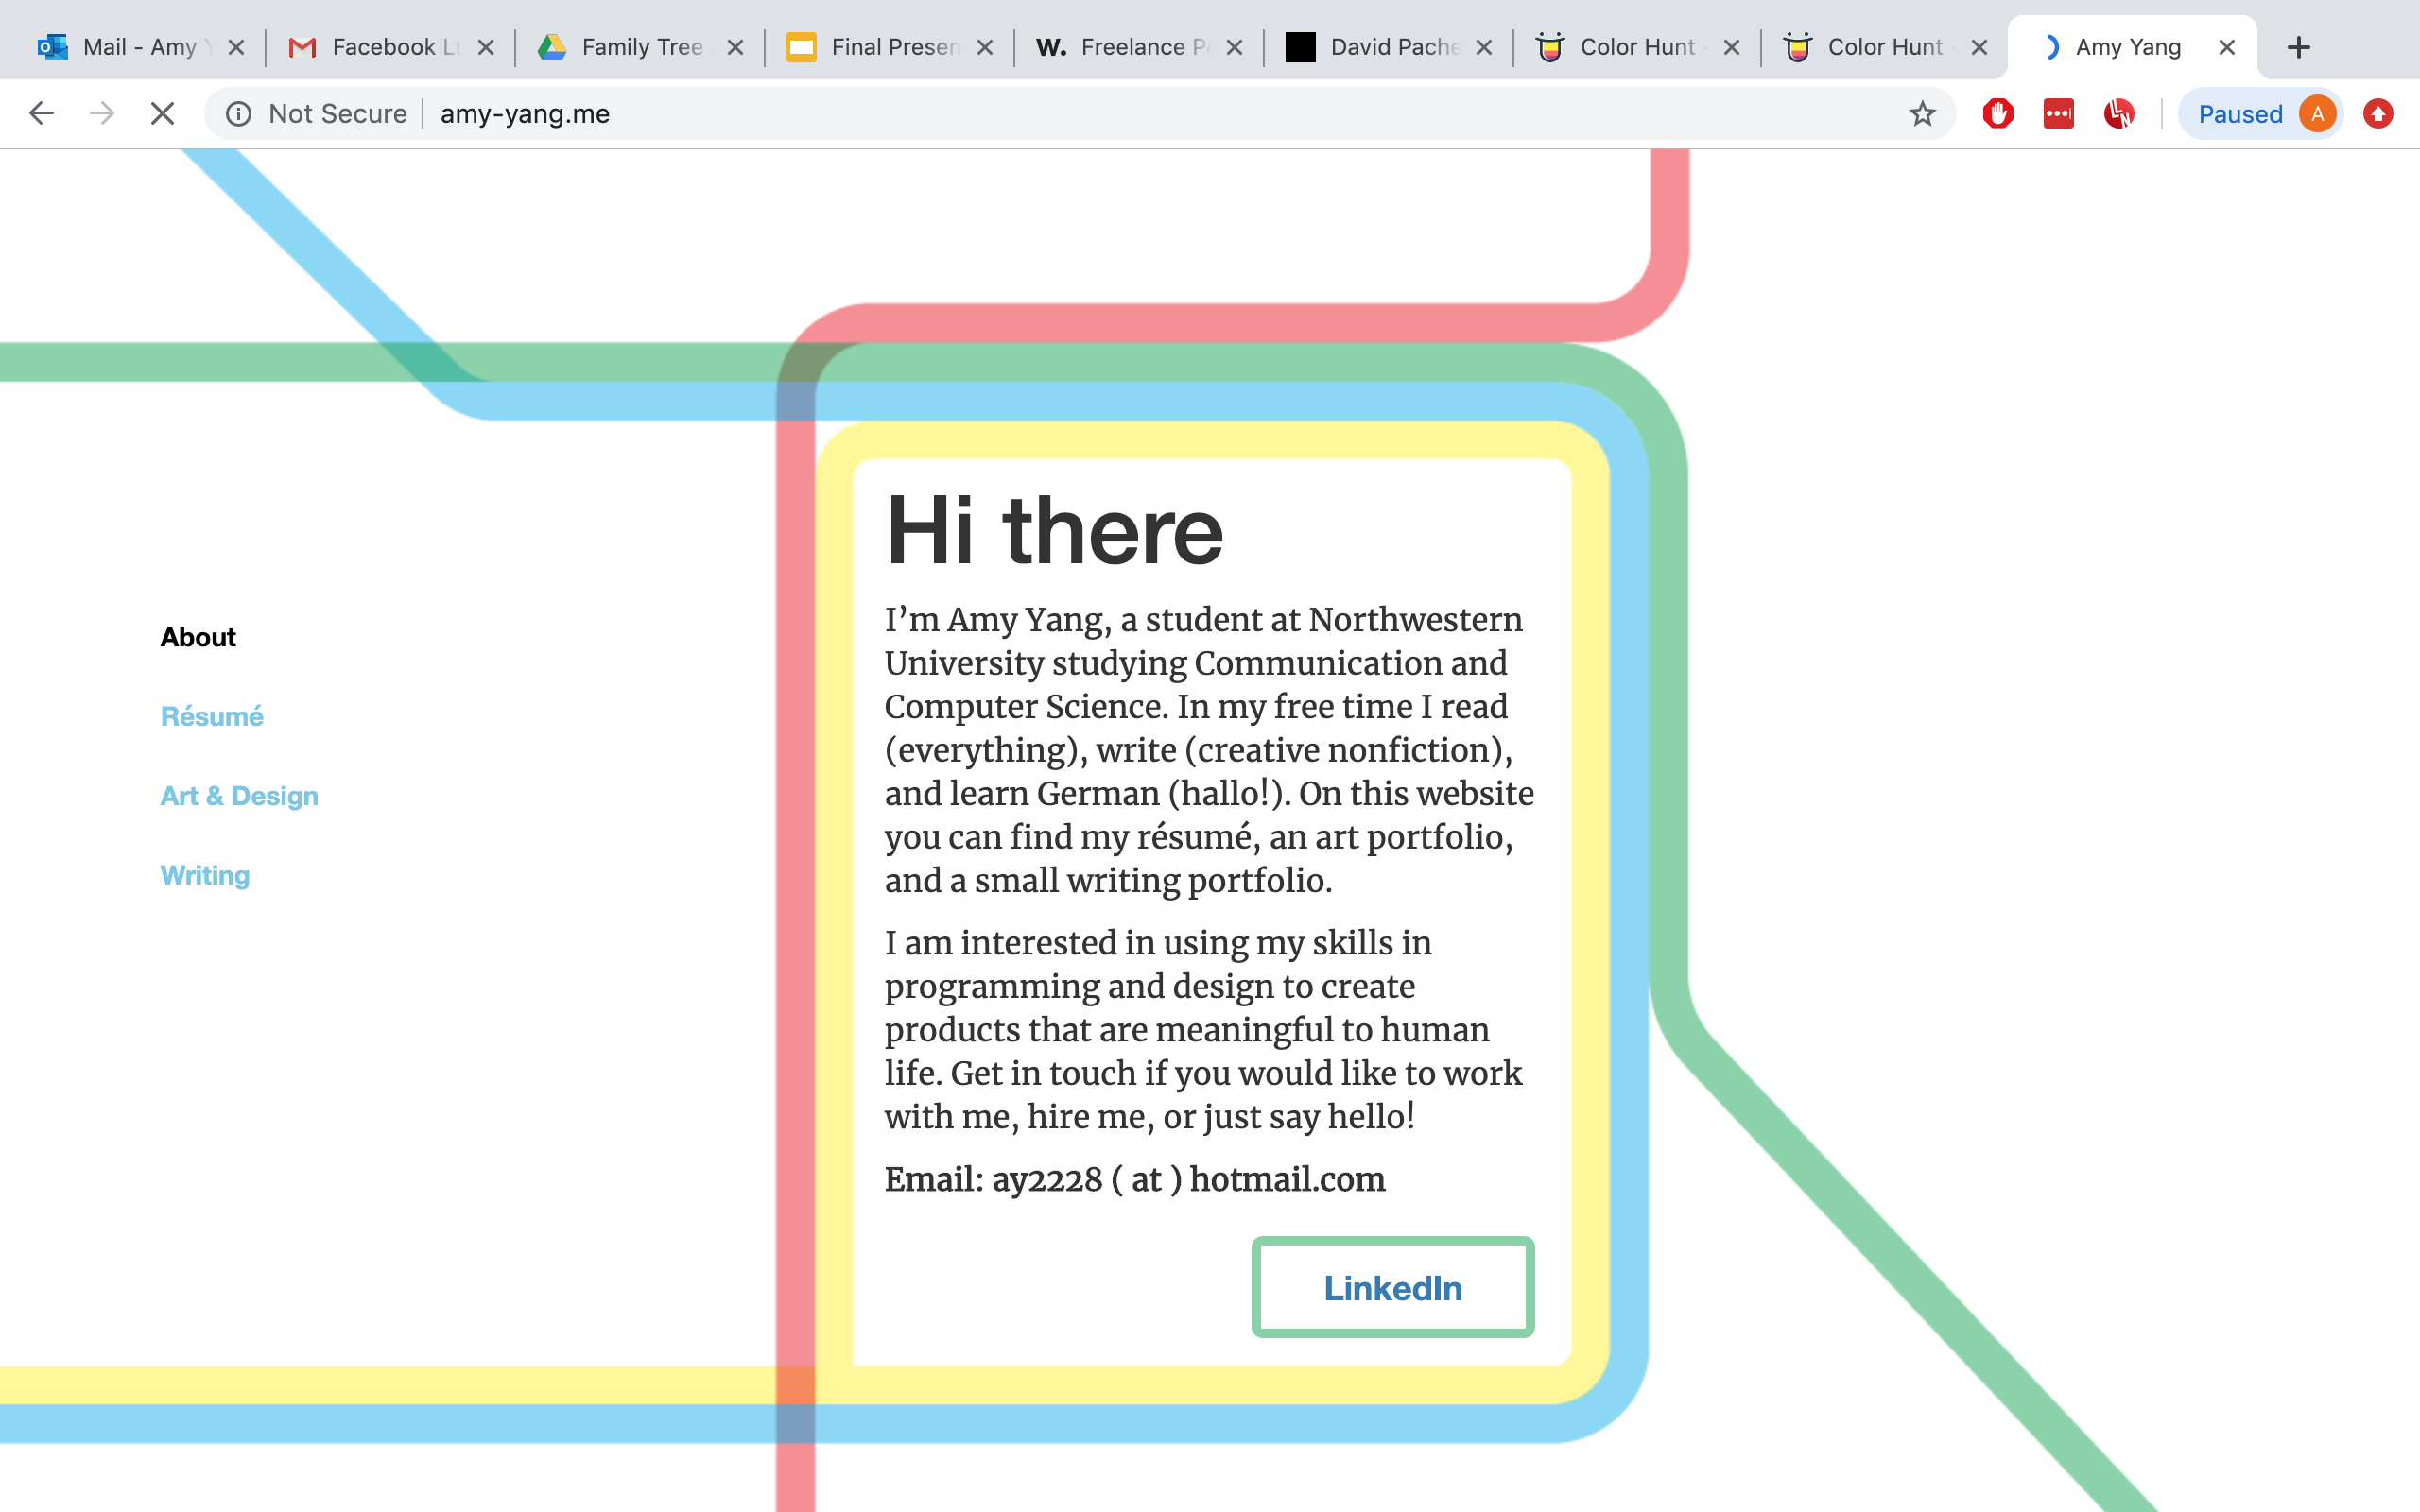 Mail - Amy
Facebook
Family Tree
Final Presen
W. Freelance
David Pache
Color Hunt -
Color Hunt -
Amy Yang
Not Secure
amy-yang.me
Paused
A
About
Résumé
Art & Design
Writing
Hi there
I’m Amy Yang, a student at Northwestern
University studying Communication and
Computer Science. In my free time I read
(everything), write (creative nonfiction),
and learn German (hallo!). On this website
you can find my résumé, an art portfolio,
and a small writing portfolio.
I am interested in using my skills in
programming and design to create
products that are meaningful to human
life. Get in touch if you would like to work
with me, hire me, or just say hello!
Email: ay2228 ( at ) hotmail.com
LinkedIn